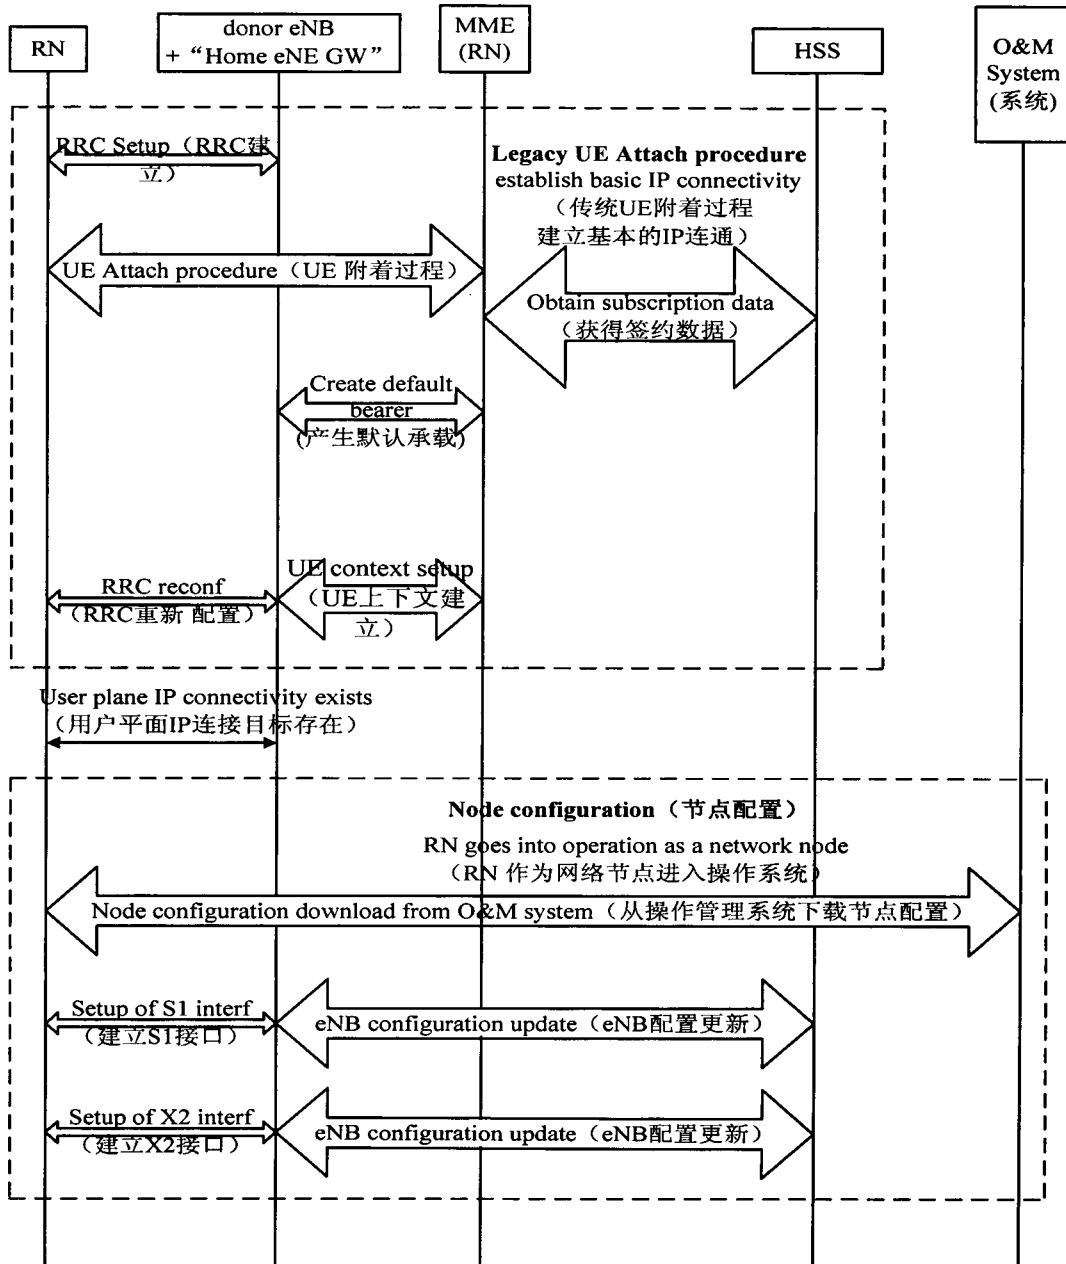 RN
donor eNB
+ “Home eNE GW”
MME
(RN)
HSS
O&M
System
(系统)
RRC Setup（RRC建
立）
Legacy UE Attach procedure
establish basic IP connectivity
（传统UE附着过程
建立基本的IP连通）
UE Attach procedure（UE 附着过程）
Obtain subscription data
（获得签约数据）
Create default
bearer
(产生默认承载)
UE context setup
（UE上下文建
立）
RRC reconf
（RRC重新 配置）
User plane IP connectivity exists
（用户平面IP连接目标存在）
Node configuration（节点配置）
RN goes into operation as a network node
（RN 作为网络节点进入操作系统）
Node configuration download from O&M system（从操作管理系统下载节点配置）
Setup of S1 interf
（建立S1接口）
eNB configuration update（eNB配置更新）
Setup of X2 interf
（建立X2接口）
eNB configuration update（eNB配置更新）